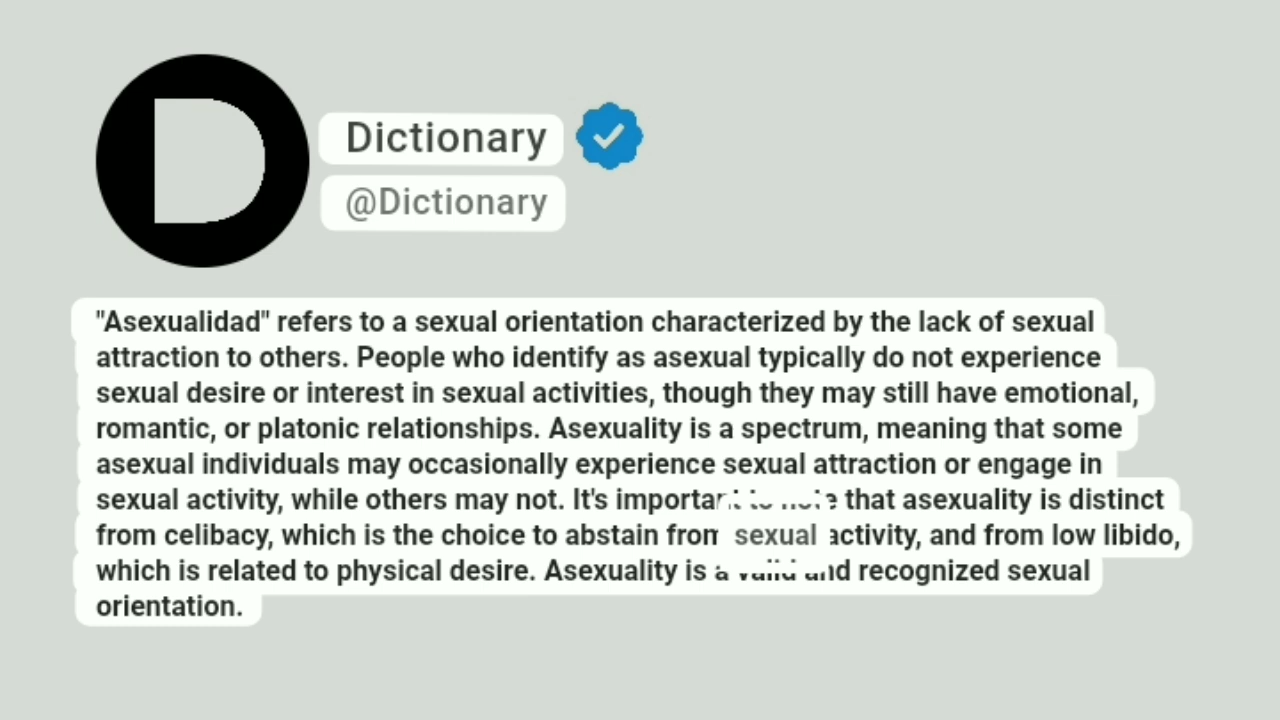 D
Dictionary
@Dictionary
"Asexualidad" refers to a sexual orientation characterized by the lack of sexual
attraction to others. People who identify as asexual typically do not experience
sexual desire or interest in sexual activities, though they may still have emotional,
romantic, or platonic relationships. Asexuality is a spectrum, meaning that some
asexual individuals may occasionally experience sexual attraction or engage in
sexual activity, while others may not. It's important to note that asexuality is distinct
from celibacy, which is the choice to abstain from sexual activity, and from low libido,
which is related to physical desire. Asexuality is a valid and recognized sexual
orientation.